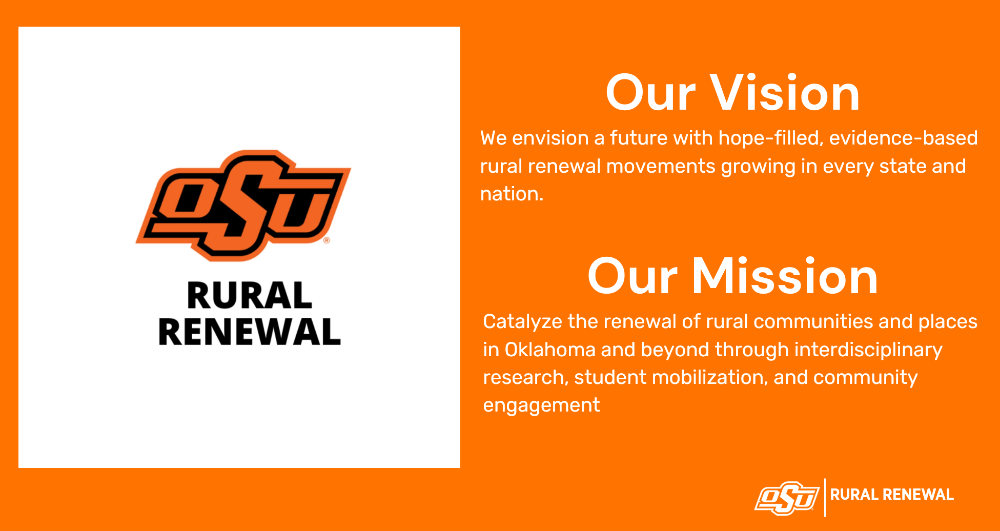 OSU
RURAL
RENEWAL
Our Vision
We envision a future with hope-filled, evidence-based
rural renewal movements growing in every state and
nation.
Our Mission
Catalyze the renewal of rural communities and places
in Oklahoma and beyond through interdisciplinary
research, student mobilization, and community
engagement
OSU RURAL RENEWAL